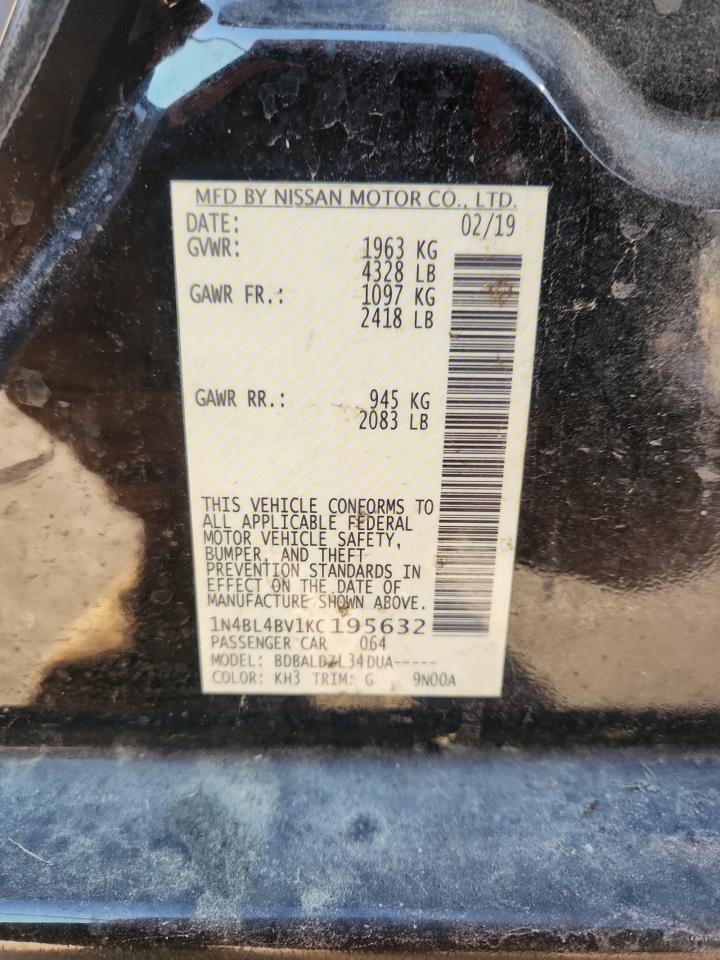 MFD BY NISSAN MOTOR CO., LTD.
DATE: 02/19
GVWR: 1963 KG
4328 LB
GAWR FR.: 1097 KG
2418 LB
GAWR RR.: 945 KG
2083 LB
THIS VEHICLE CONFORMS TO
ALL APPLICABLE FEDERAL
MOTOR VEHICLE SAFETY,
BUMPER, AND THEFT
PREVENTION STANDARDS IN
EFFECT ON THE DATE OF
MANUFACTURE SHOWN ABOVE.
1N4BL4BV1KC195632
PASSENGER CAR 064
MODEL: BDBALDZL34DUA-----
COLOR: KH3 TRIM: G 9N00A